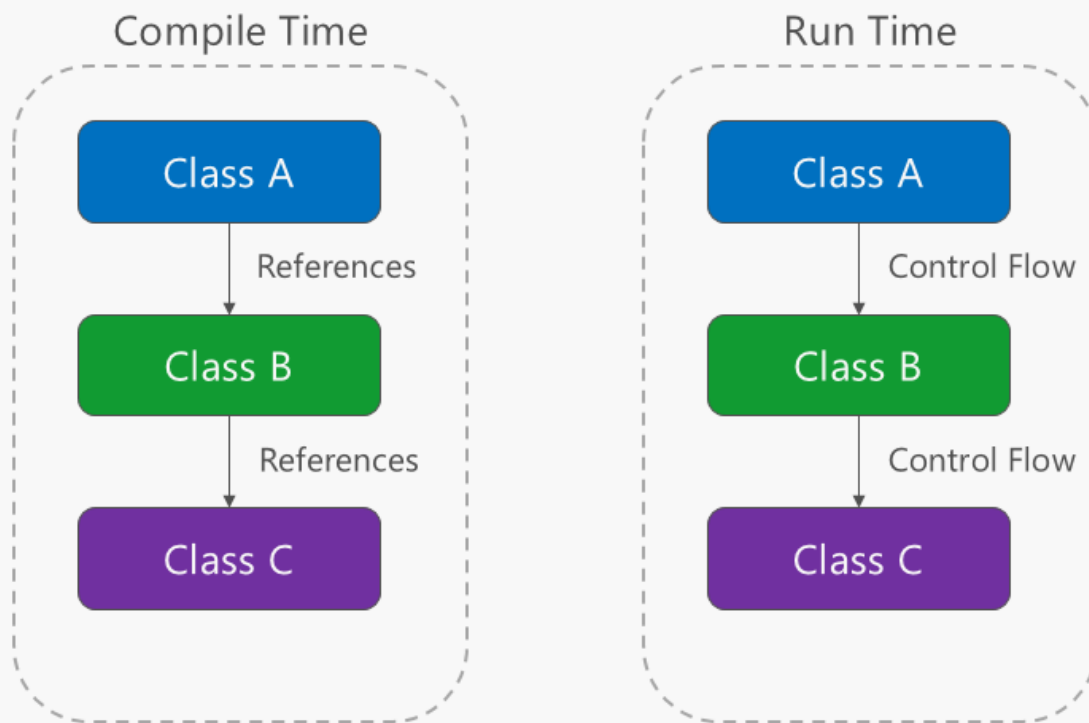 Compile Time
Class A
References
Class B
References
Class C
Run Time
Class A
Control Flow
Class B
Control Flow
Class C